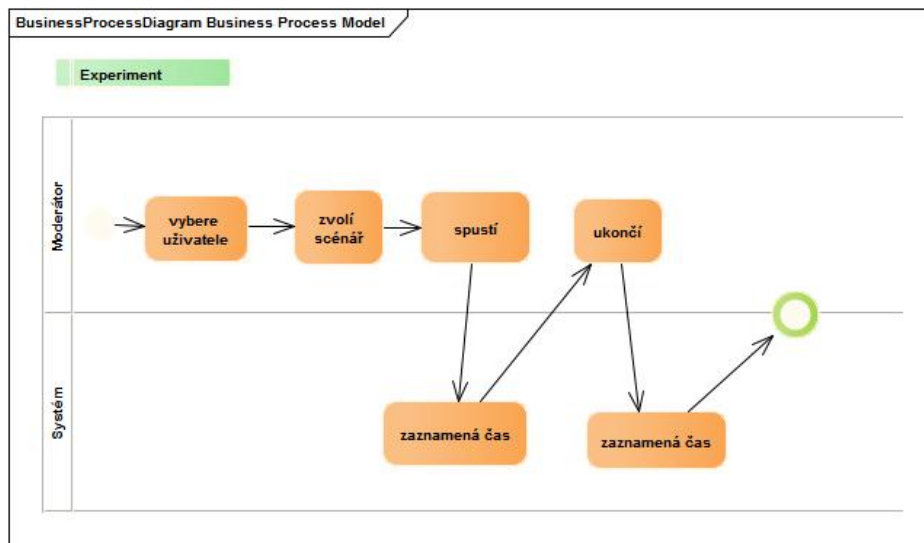 BusinessProcessDiagram Business Process Model
Experiment
Moderátor
vybere
uživatele
zvolí
scénář
spustí
ukončí
Systém
zaznamená čas
zaznamená čas